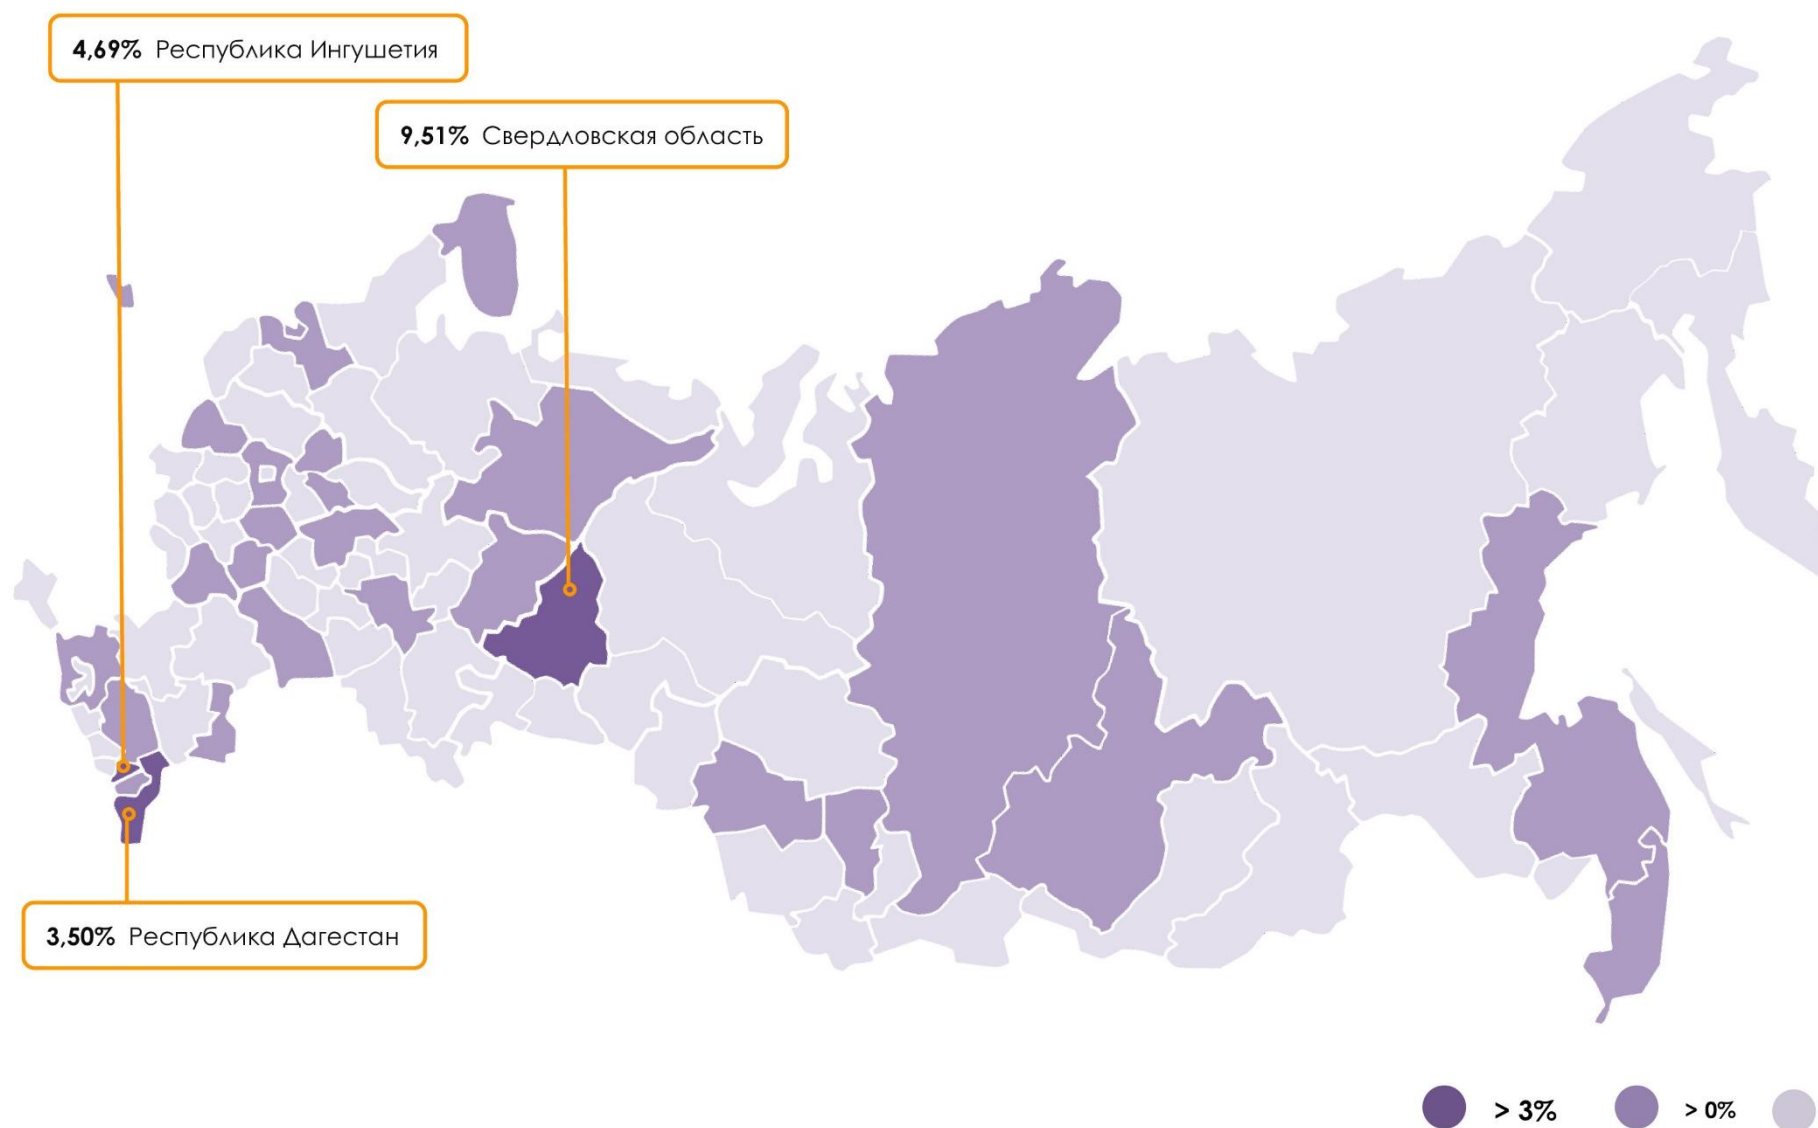 4,69% Республика Ингушетия
9,51% Свердловская область
3,50% Республика Дагестан
> 3% > 0%